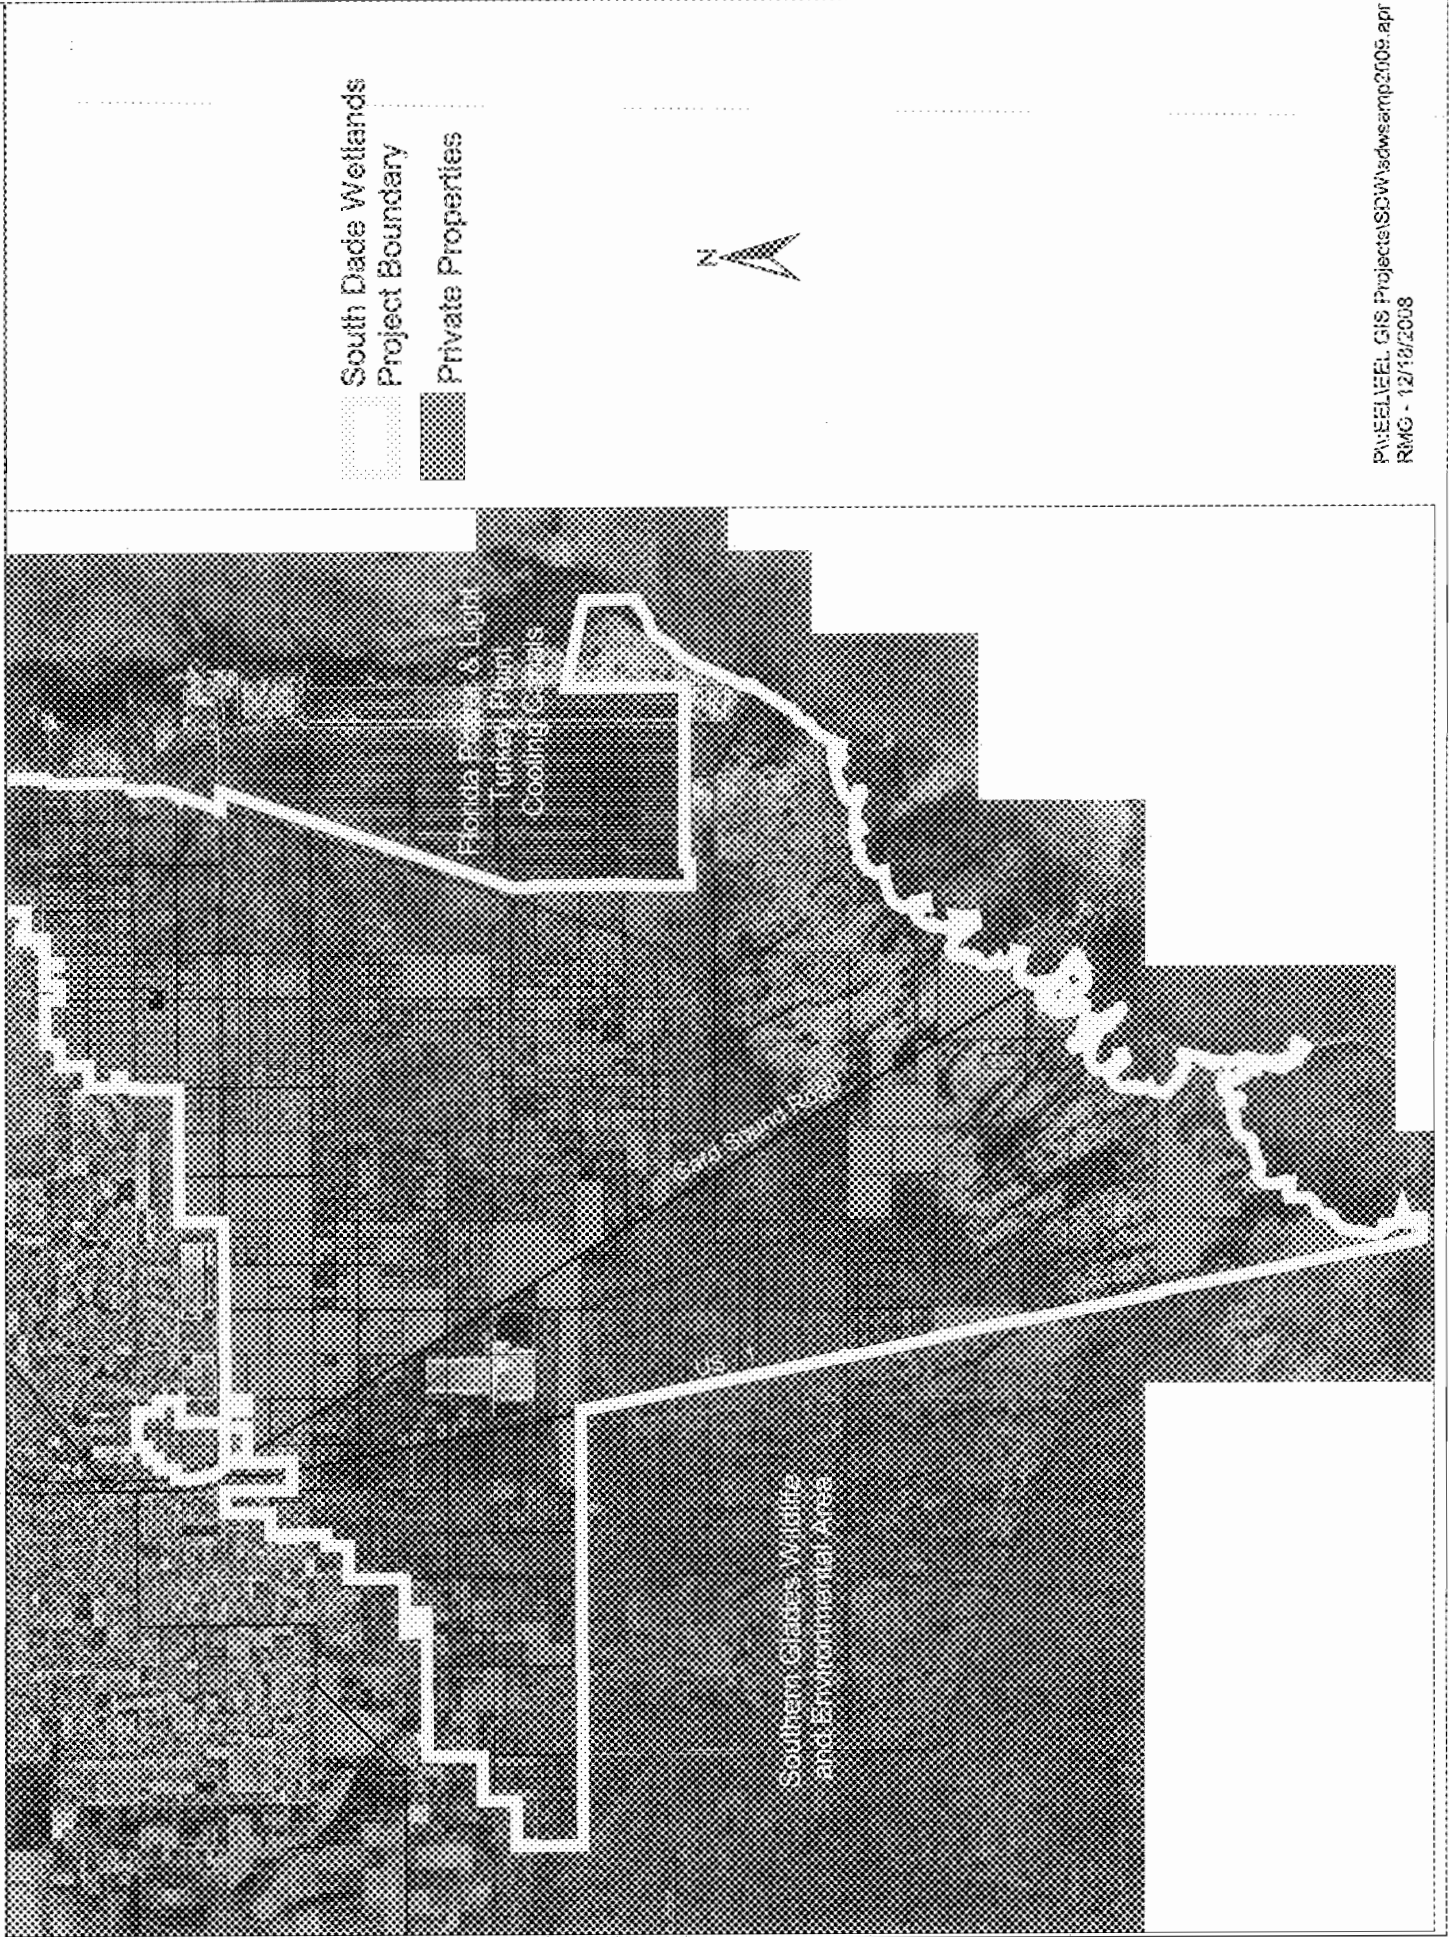 South Dade Wetlands
Project Boundary
Private Properties
N
Florida Power & Light
Turkey Point
Cooling Canals
Card Sound Road
US - 1
Southern Glades Wildlife
and Environmental Area
P:\EEL\EEL GIS Projects\SDW\sdwsamp2009.apr
RMG - 12/18/2008